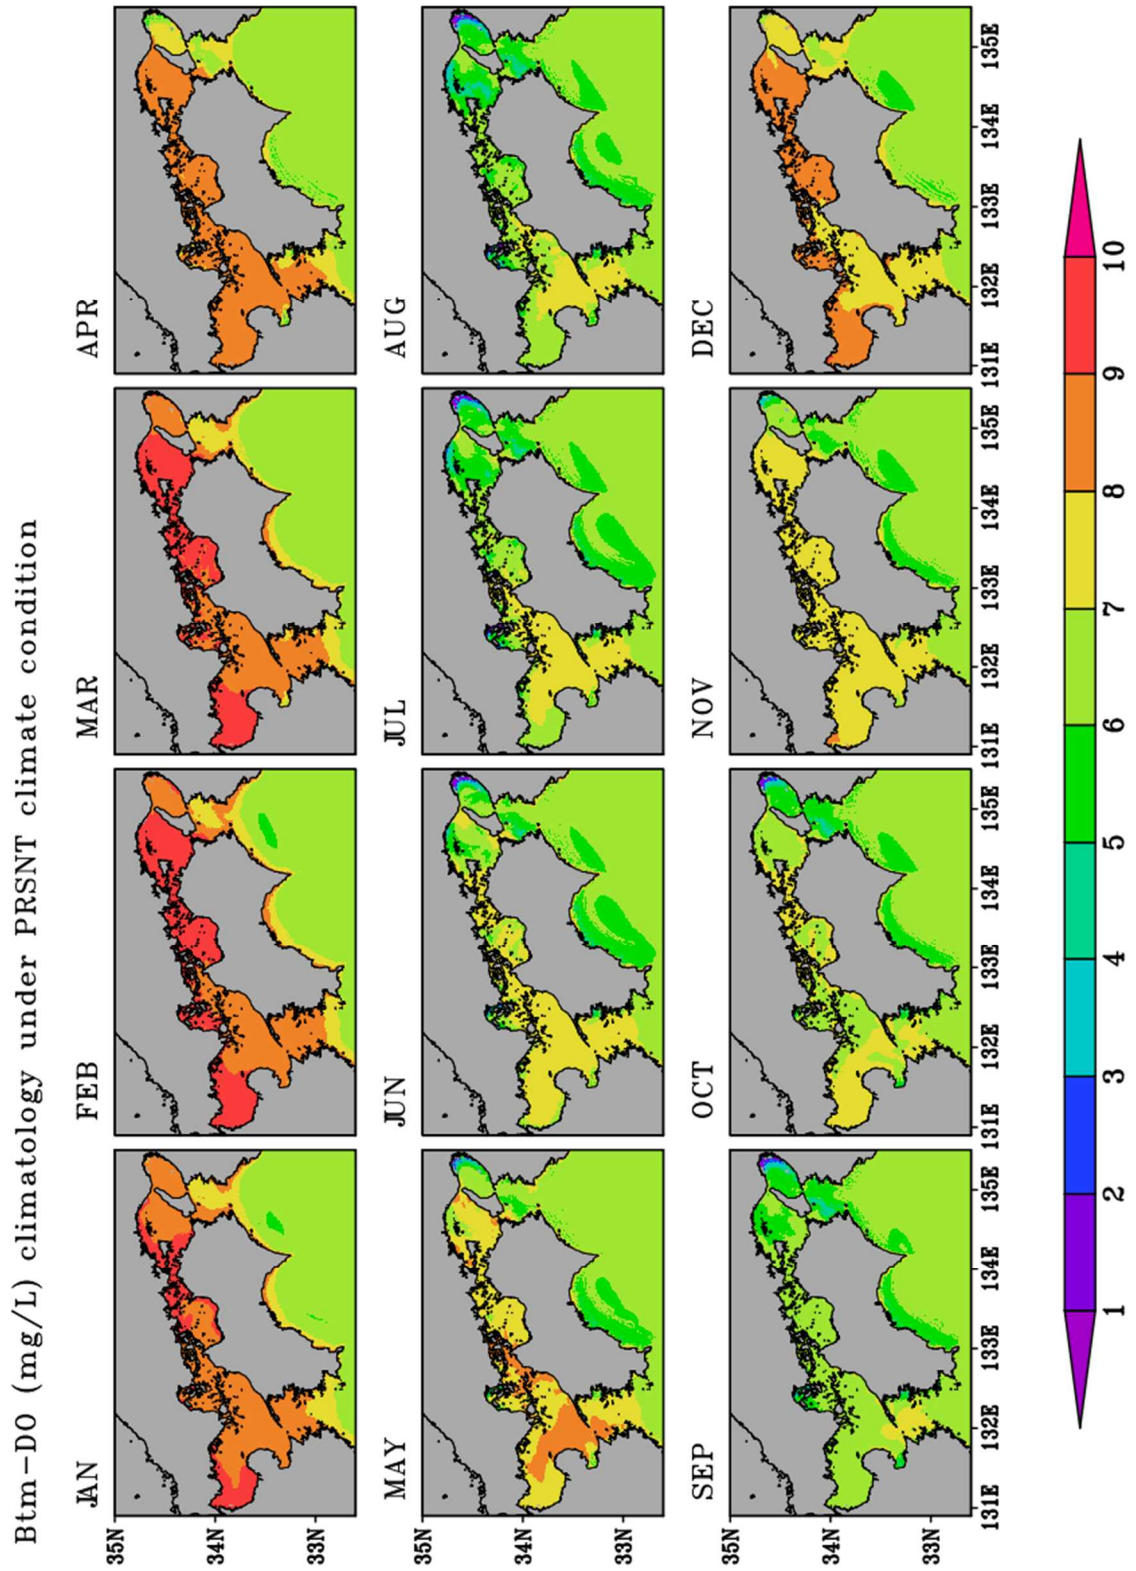 Btm-DO (mg/L) climatology under PRSNT climate condition
JAN
FEB
MAR
APR
35N
34N
33N
MAY
JUN
JUL
AUG
35N
34N
33N
SEP
OCT
NOV
DEC
35N
34N
33N
131E 132E 133E 134E 135E
131E 132E 133E 134E 135E
131E 132E 133E 134E 135E
131E 132E 133E 134E 135E
1 2 3 4 5 6 7 8 9 10